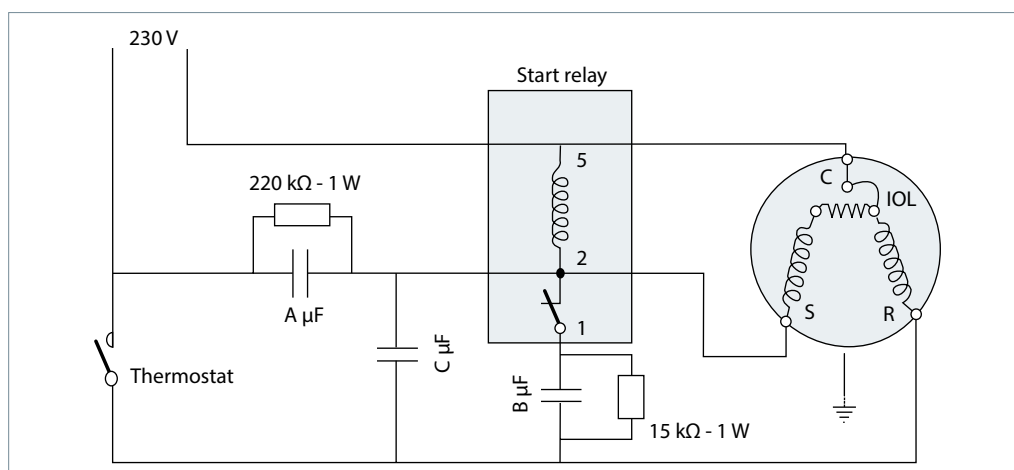 230 V
Start relay
5
220 kΩ - 1 W
C
IOL
2
A µF
S
R
1
C µF
Thermostat
B µF
15 kΩ - 1 W